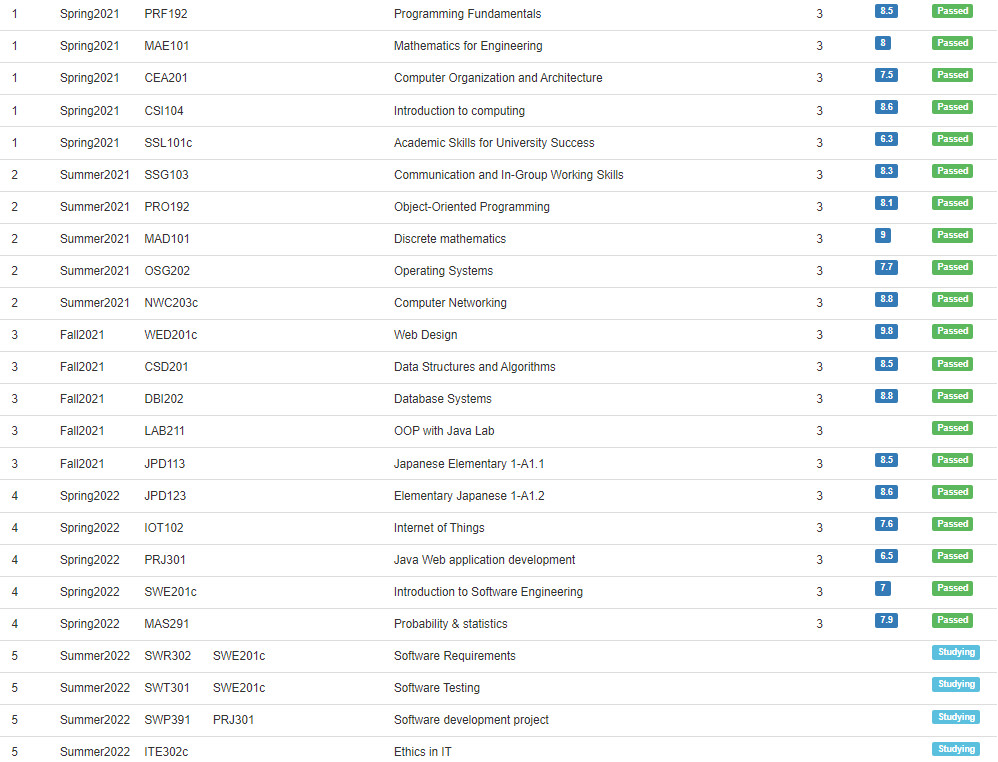 1 Spring2021 PRF192 Programming Fundamentals 3 8.5 Passed
1 Spring2021 MAE101 Mathematics for Engineering 3 8 Passed
1 Spring2021 CEA201 Computer Organization and Architecture 3 7.5 Passed
1 Spring2021 CSI104 Introduction to computing 3 8.6 Passed
1 Spring2021 SSL101c Academic Skills for University Success 3 6.3 Passed
2 Summer2021 SSG103 Communication and In-Group Working Skills 3 8.3 Passed
2 Summer2021 PRO192 Object-Oriented Programming 3 8.1 Passed
2 Summer2021 MAD101 Discrete mathematics 3 9 Passed
2 Summer2021 OSG202 Operating Systems 3 7.7 Passed
2 Summer2021 NWC203c Computer Networking 3 8.8 Passed
3 Fall2021 WED201c Web Design 3 9.8 Passed
3 Fall2021 CSD201 Data Structures and Algorithms 3 8.5 Passed
3 Fall2021 DBI202 Database Systems 3 8.8 Passed
3 Fall2021 LAB211 OOP with Java Lab 3 Passed
3 Fall2021 JPD113 Japanese Elementary 1-A1.1 3 8.5 Passed
4 Spring2022 JPD123 Elementary Japanese 1-A1.2 3 8.6 Passed
4 Spring2022 IOT102 Internet of Things 3 7.6 Passed
4 Spring2022 PRJ301 Java Web application development 3 6.5 Passed
4 Spring2022 SWE201c Introduction to Software Engineering 3 7 Passed
4 Spring2022 MAS291 Probability & statistics 3 7.9 Passed
5 Summer2022 SWR302 SWE201c Software Requirements Studying
5 Summer2022 SWT301 SWE201c Software Testing Studying
5 Summer2022 SWP391 PRJ301 Software development project Studying
5 Summer2022 ITE302c Ethics in IT Studying